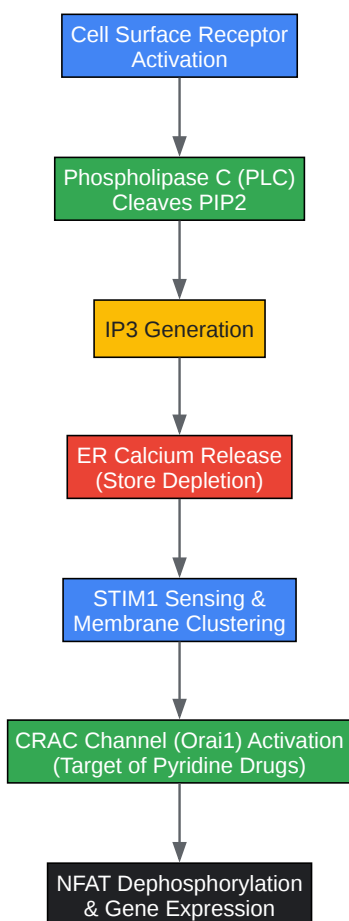 Cell Surface Receptor
Activation
Phospholipase C (PLC)
Cleaves PIP2
IP3 Generation
ER Calcium Release
(Store Depletion)
STIM1 Sensing &
Membrane Clustering
CRAC Channel (Orai1) Activation
(Target of Pyridine Drugs)
NFAT Dephosphorylation
& Gene Expression